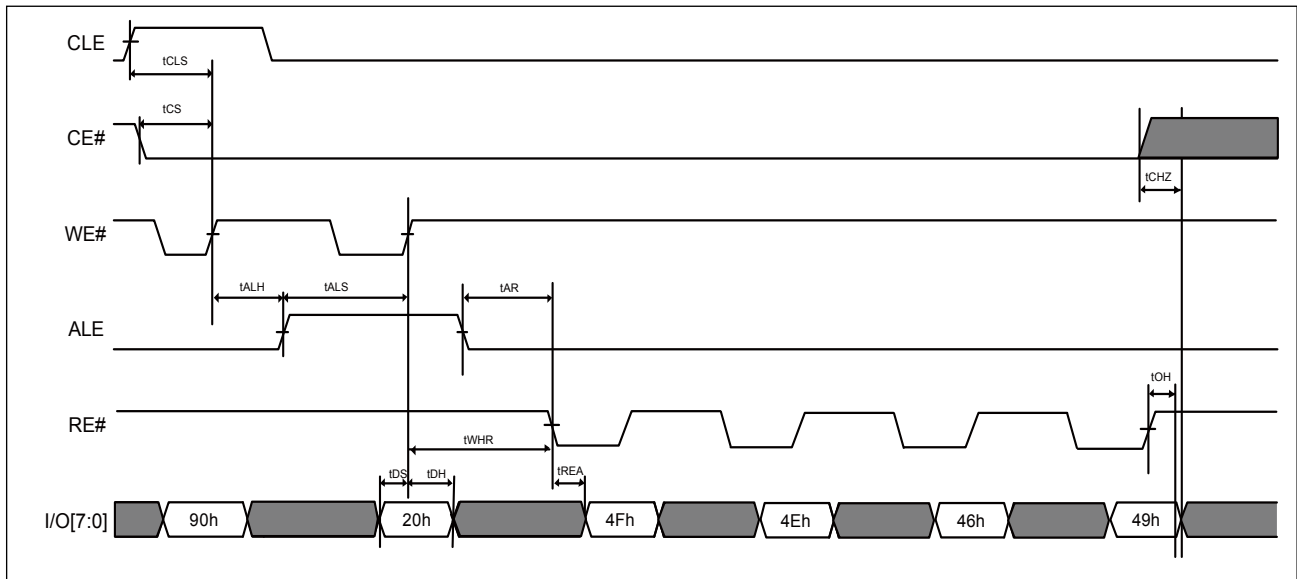 CLE
tCLS
tCS
CE#
tCHZ
WE#
tALH tALS tAR
ALE
tOH
RE#
tWHR
tDS tDH tREA
I/O[7:0] 90h 20h 4Fh 4Eh 46h 49h